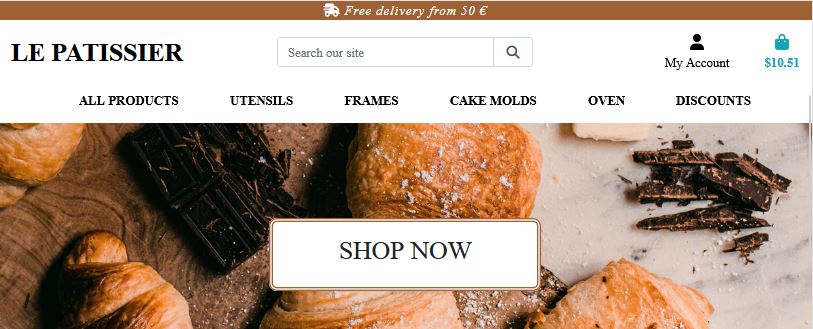 Free delivery from 50 €
LE PATISSIER
Search our site
My Account
$10.51
ALL PRODUCTS UTENSILS FRAMES CAKE MOLDS OVEN DISCOUNTS
SHOP NOW